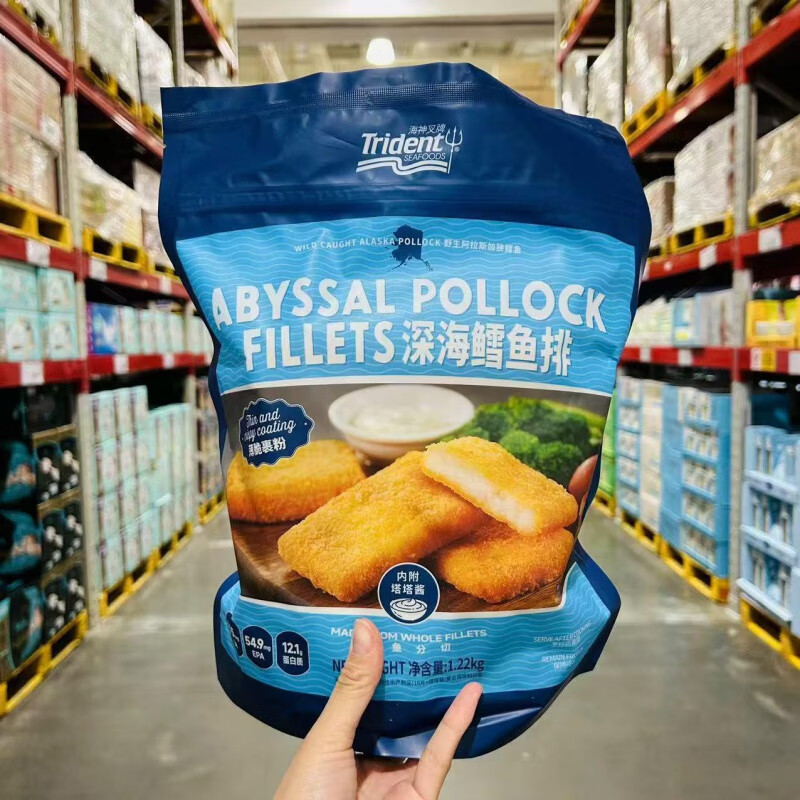 海神叉牌
Trident®
SEAFOODS
WILD CAUGHT ALASKA POLLOCK 野生阿拉斯加狭鳕鱼
ABYSSAL POLLOCK
FILLETS 深海鳕鱼排
Thin and
coating
薄脆裹粉
内附
塔塔酱
54.9mg
EPA
12.1g
蛋白质
FROM WHOLE FILLETS
鱼分切
NET WEIGHT 净含量:1.22kg